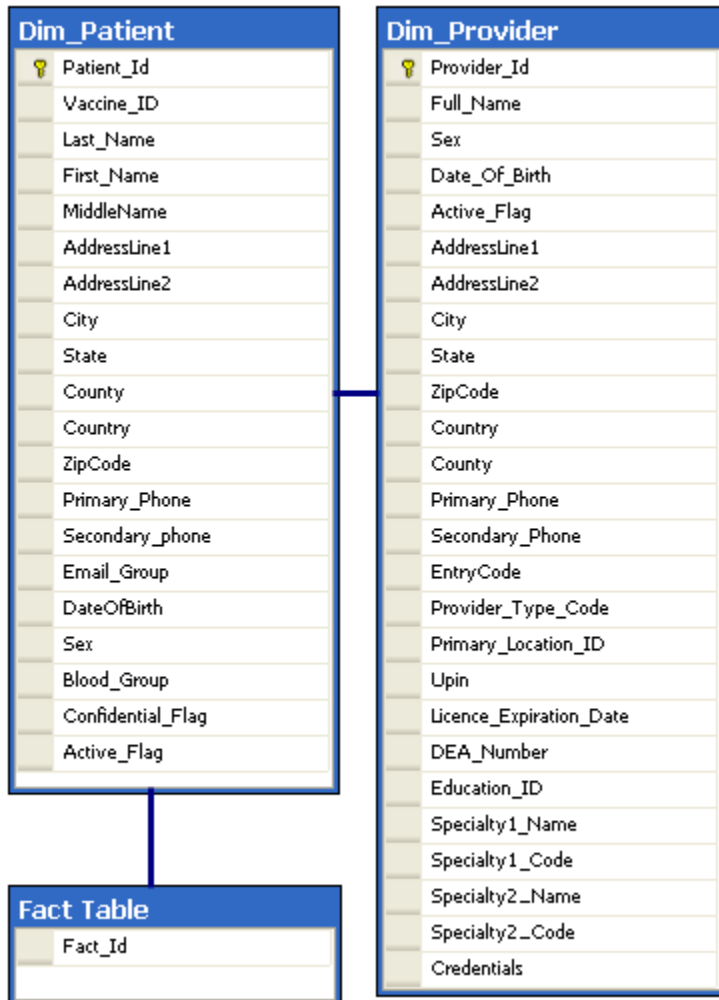 Dim_Patient
Patient_Id
Vaccine_ID
Last_Name
First_Name
MiddleName
AddressLine1
AddressLine2
City
State
County
Country
ZipCode
Primary_Phone
Secondary_phone
Email_Group
DateOfBirth
Sex
Blood_Group
Confidential_Flag
Active_Flag
Fact Table
Fact_Id
Dim_Provider
Provider_Id
Full_Name
Sex
Date_Of_Birth
Active_Flag
AddressLine1
AddressLine2
City
State
ZipCode
Country
County
Primary_Phone
Secondary_Phone
EntryCode
Provider_Type_Code
Primary_Location_ID
Upin
Licence_Expiration_Date
DEA_Number
Education_ID
Specialty1_Name
Specialty1_Code
Specialty2_Name
Specialty2_Code
Credentials